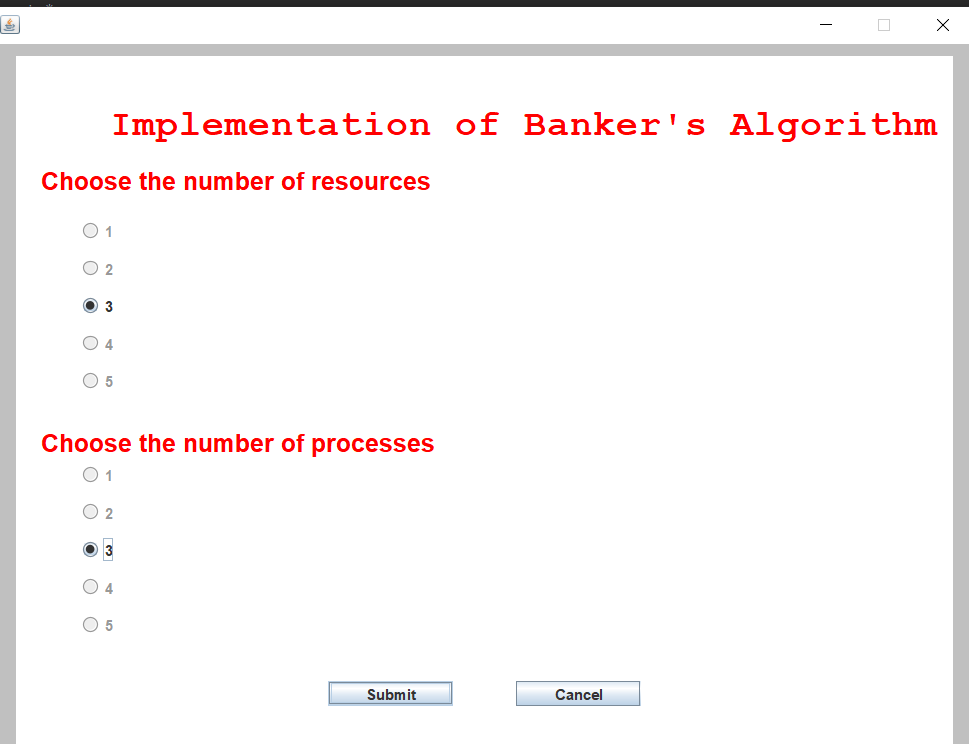 Implementation of Banker's Algorithm
Choose the number of resources
1
2
3
4
5
Choose the number of processes
1
2
3
4
5
Submit Cancel